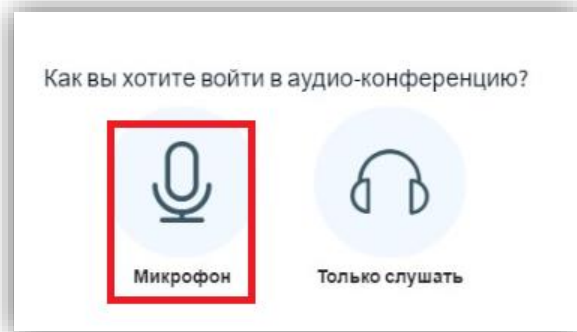 Как вы хотите войти в аудио-конференцию?
Микрофон
Только слушать